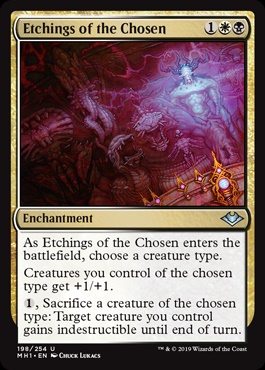 Etchings of the Chosen 1
Enchantment
As Etchings of the Chosen enters the
battlefield, choose a creature type.
Creatures you control of the chosen
type get +1/+1.
1, Sacrifice a creature of the chosen
type: Target creature you control
gains indestructible until end of turn.
198/254 U
MH1 • EN CHUCK LUKACS
™ & © 2019 Wizards of the Coast